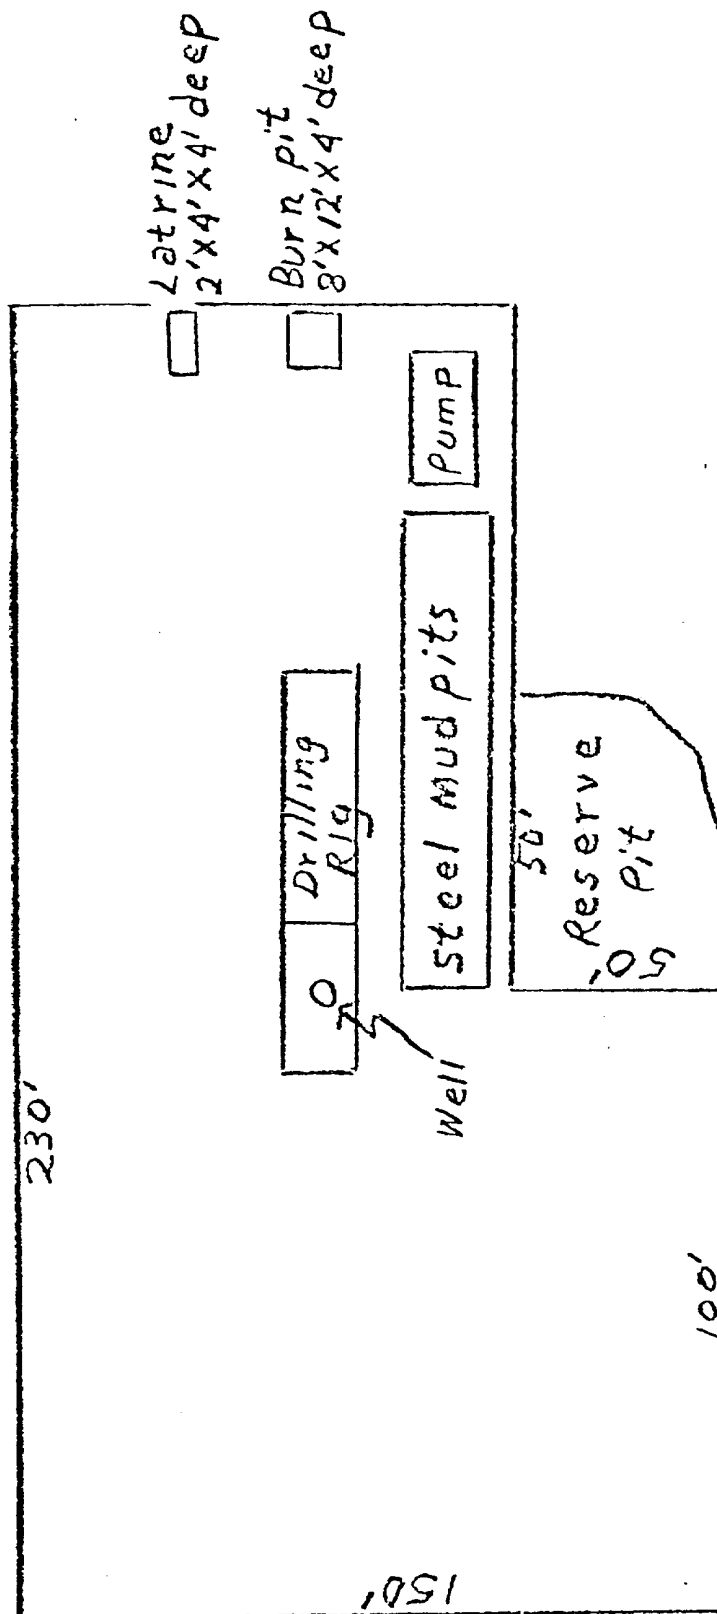 Latrine
2'x4'x4' deep
Burn pit
8'x12'x4' deep
230'
Pump
Drilling
Rig
O
Well
Steel Mud pits
50'
Reserve
Pit
50'
100'
150'